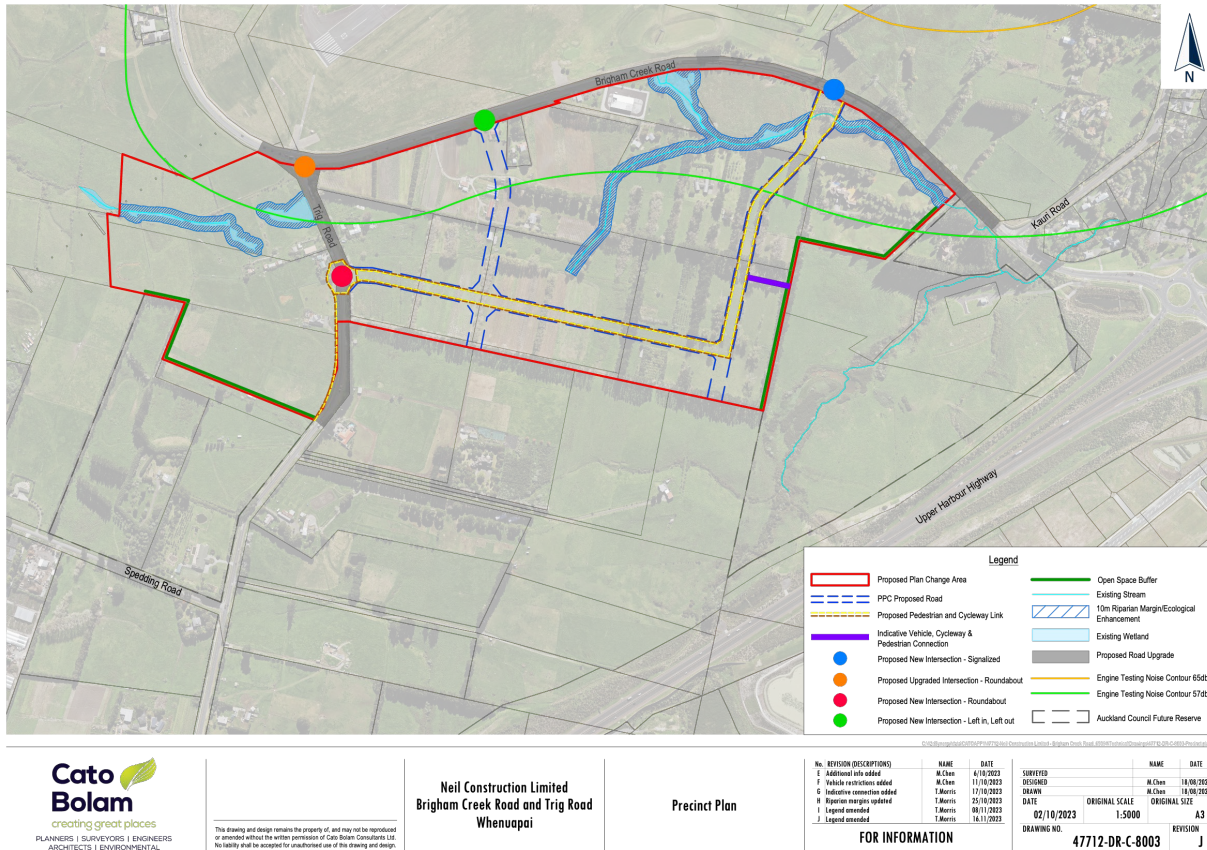 N
Brigham Creek Road
Trig Road
Kauri Road
Upper Harbour Highway
Spedding Road
Legend
Proposed Plan Change Area
PPC Proposed Road
Proposed Pedestrian and Cycleway Link
Indicative Vehicle, Cycleway &
Pedestrian Connection
Proposed New Intersection - Signalized
Proposed Upgraded Intersection - Roundabout
Proposed New Intersection - Roundabout
Proposed New Intersection - Left in, Left out
Open Space Buffer
Existing Stream
10m Riparian Margin/Ecological
Enhancement
Existing Wetland
Proposed Road Upgrade
Engine Testing Noise Contour 65db
Engine Testing Noise Contour 57db
Auckland Council Future Reserve
Cato
Bolam
creating great places
PLANNERS | SURVEYORS | ENGINEERS
ARCHITECTS | ENVIRONMENTAL
This drawing and design remains the property of, and may not be reproduced
or amended without the written permission of Cato Bolam Consultants Ltd.
No liability shall be accepted for unauthorised use of this drawing and design.
Neil Construction Limited
Brigham Creek Road and Trig Road
Whenuapai
Precinct Plan
No. REVISION (DESCRIPTIONS) NAME DATE
E Additional info added M.Chen 6/10/2023
F Vehicle restrictions added M.Chen 11/10/2023
G Indicative connection added T.Morris 17/10/2023
H Riparian margins updated T.Morris 25/10/2023
I Legend amended T.Morris 08/11/2023
J Legend amended T.Morris 16.11/2023
FOR INFORMATION
NAME DATE
SURVEYED
DESIGNED M.Chen 18/08/202
DRAWN M.Chen 18/08/202
DATE ORIGINAL SCALE ORIGINAL SIZE
02/10/2023 1:5000 A3
DRAWING NO. REVISION
47712-DR-C-8003 J